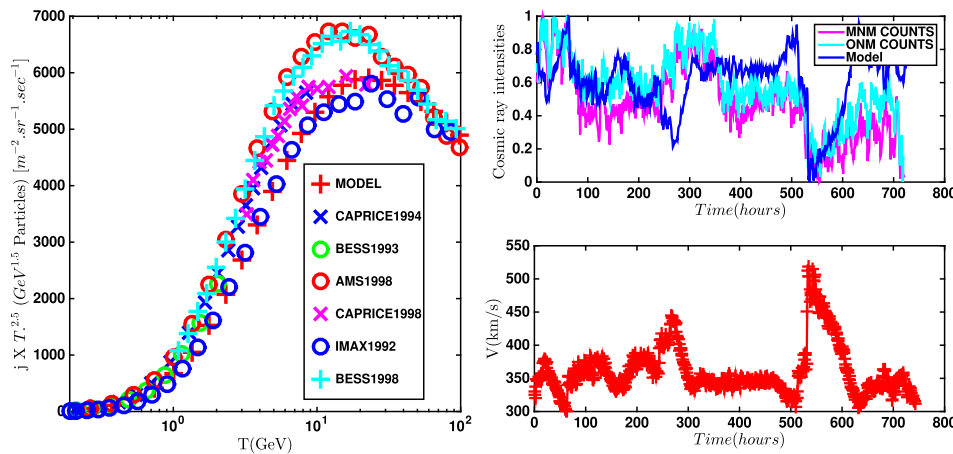 j X T^2.5 (GeV^1.5 Particles) [m^−2.sr^−1.sec^−1]
7000
6000
5000
4000
3000
2000
1000
0
10^0
10^1
10^2
T(GeV)
MODEL
CAPRICE1994
BESS1993
AMS1998
CAPRICE1998
IMAX1992
BESS1998
Cosmic ray intensities
1
0.8
0.6
0.4
0.2
0
0
100
200
300
400
500
600
700
800
Time(hours)
MNM COUNTS
ONM COUNTS
Model
V(km/s)
550
500
450
400
350
300
0
100
200
300
400
500
600
700
800
Time(hours)